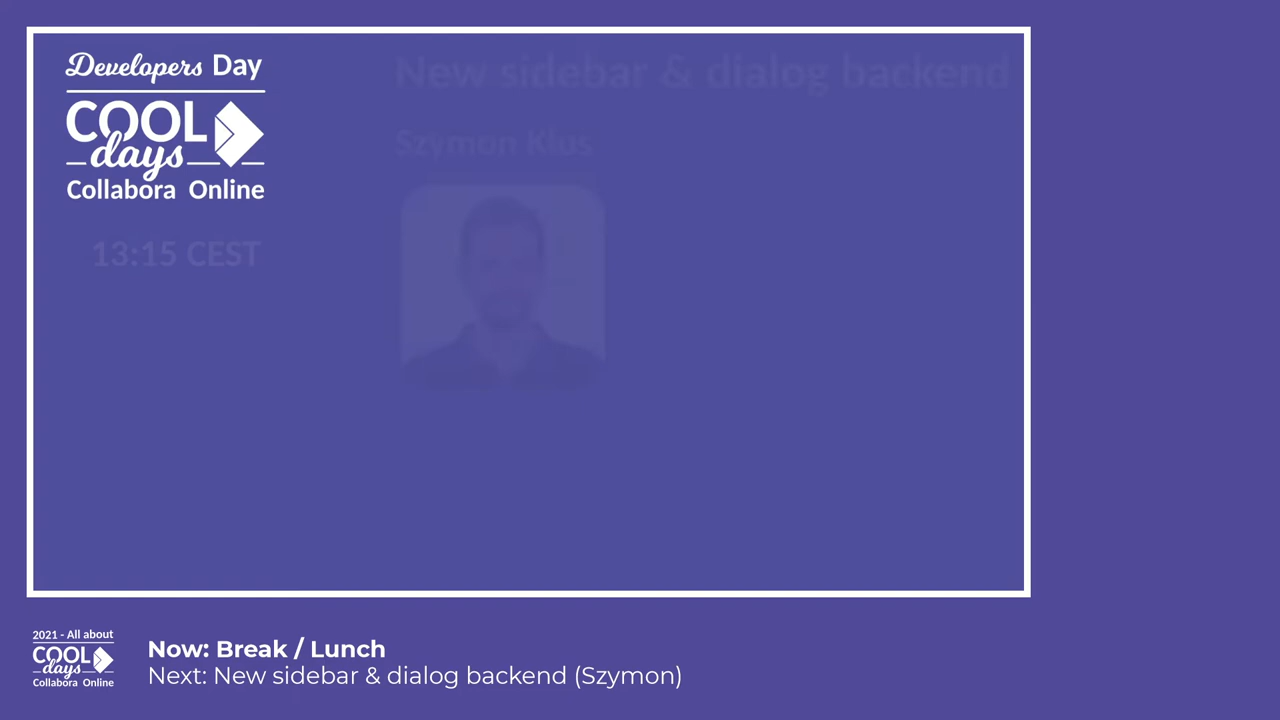 Developers Day
COOL
days
Collabora Online
13:15 CEST
New sidebar & dialog backend
Szymon Klus
2021 - All about
COOL
days
Collabora Online
Now: Break / Lunch
Next: New sidebar & dialog backend (Szymon)